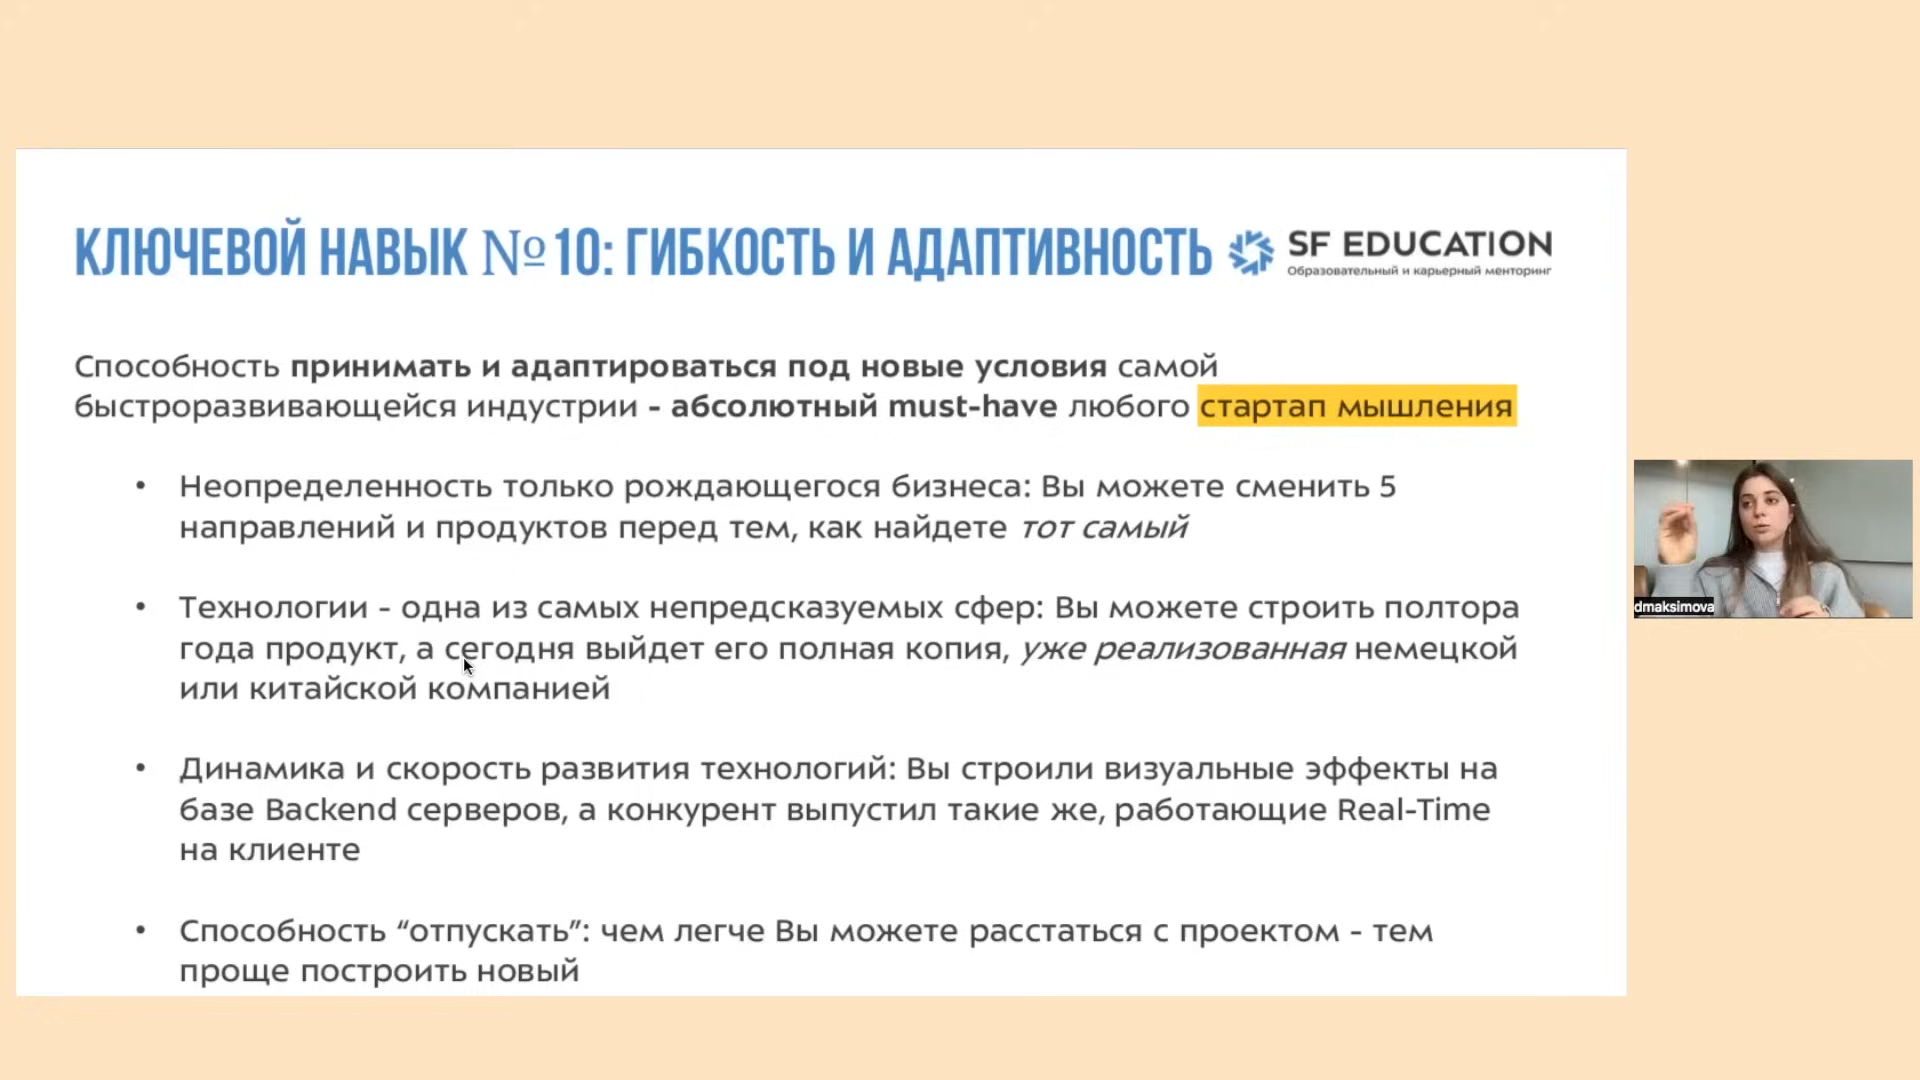 КЛЮЧЕВОЙ НАВЫК №10: ГИБКОСТЬ И АДАПТИВНОСТЬ
SF EDUCATION
Образовательный и карьерный менторинг
Способность принимать и адаптироваться под новые условия самой
быстроразвивающейся индустрии - абсолютный must-have любого стартап мышления
• Неопределенность только рождающегося бизнеса: Вы можете сменить 5
направлений и продуктов перед тем, как найдете тот самый
• Технологии - одна из самых непредсказуемых сфер: Вы можете строить полтора
года продукт, а сегодня выйдет его полная копия, уже реализованная немецкой
или китайской компанией
• Динамика и скорость развития технологий: Вы строили визуальные эффекты на
базе Backend серверов, а конкурент выпустил такие же, работающие Real-Time
на клиенте
• Способность “отпускать”: чем легче Вы можете расстаться с проектом - тем
проще построить новый
dmaksimova